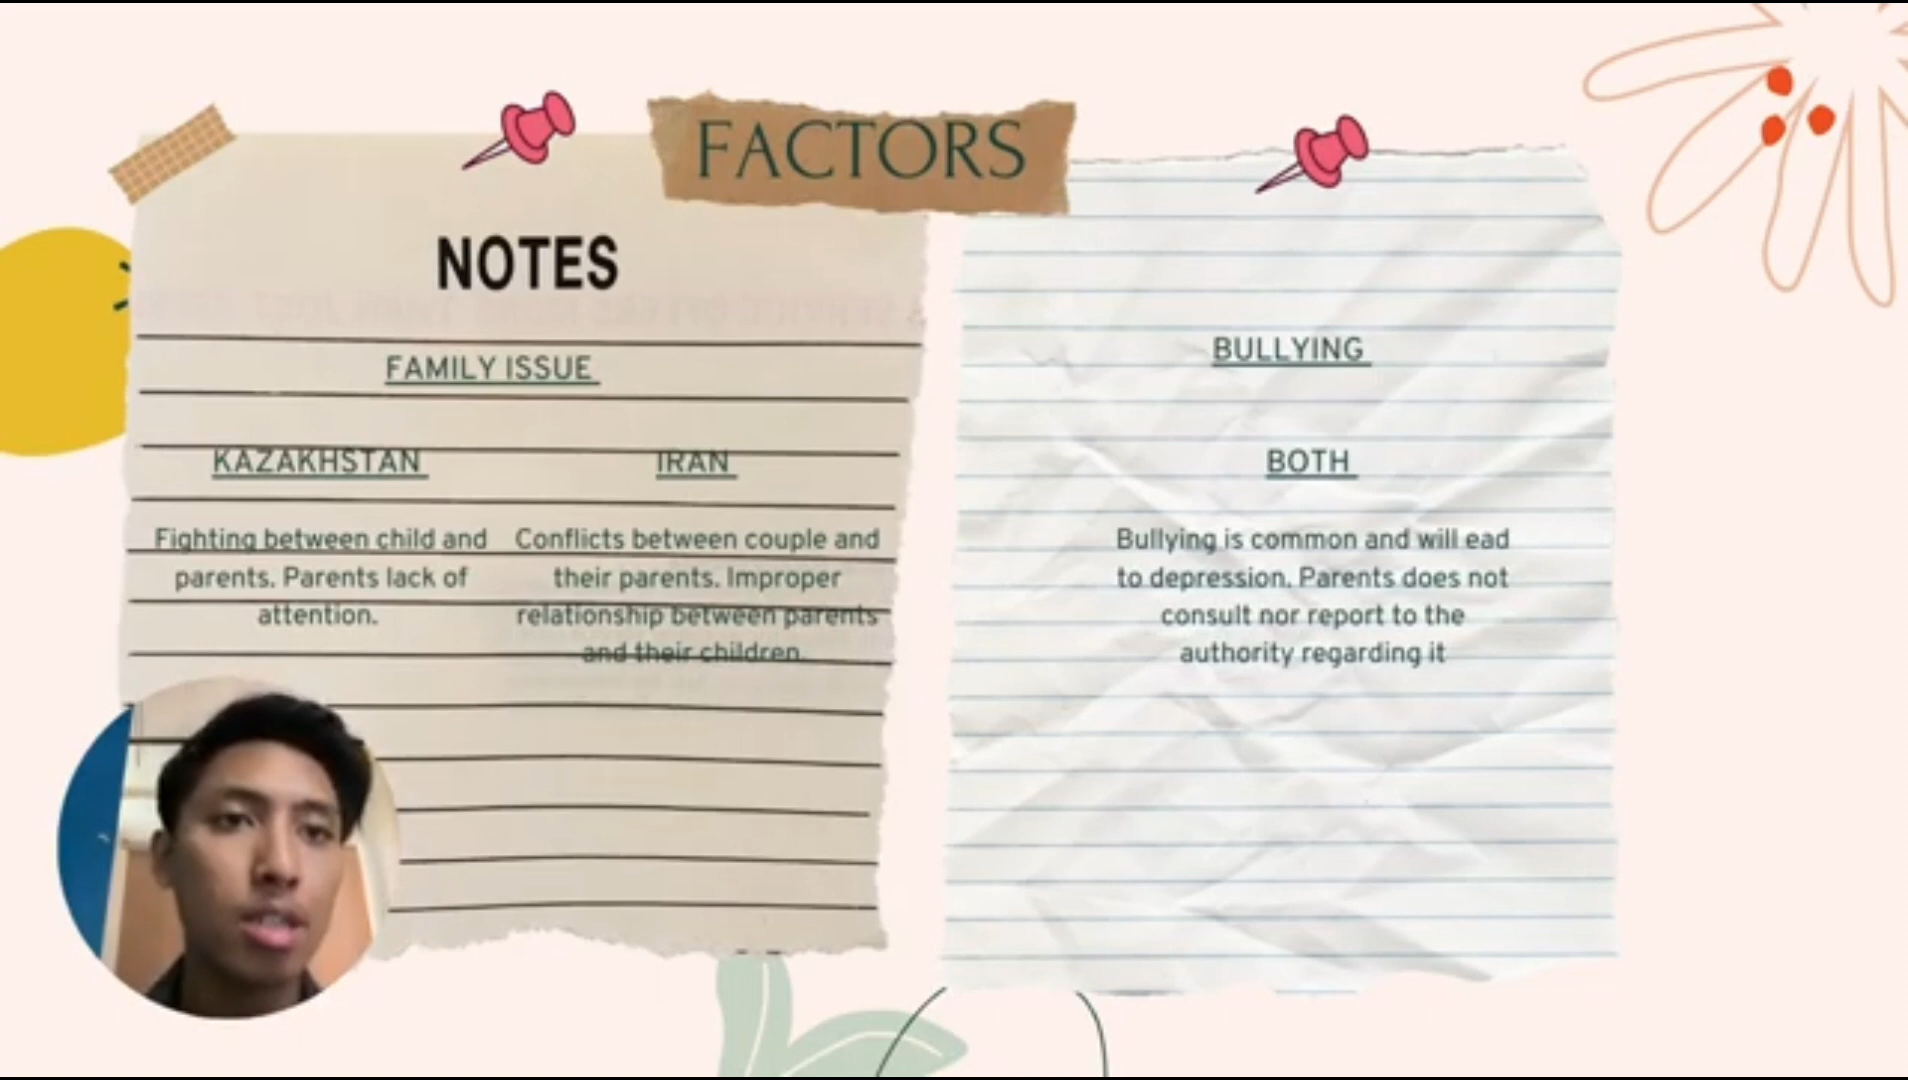 FACTORS
NOTES
FAMILY ISSUE
KAZAKHSTAN
Fighting between child and
parents. Parents lack of
attention.
IRAN
Conflicts between couple and
their parents. Improper
relationship between parents
and their children.
BULLYING
BOTH
Bullying is common and will ead
to depression. Parents does not
consult nor report to the
authority regarding it